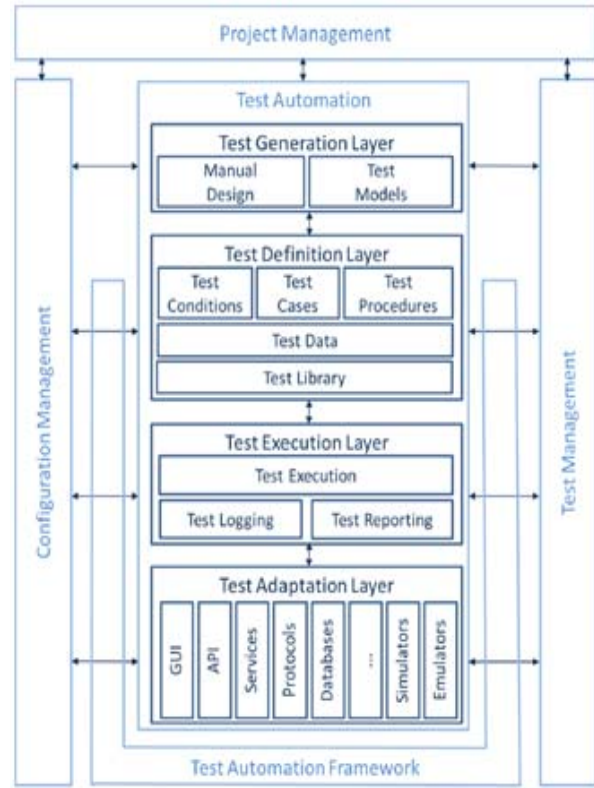 Project Management
Test Automation
Test Generation Layer
Manual
Design
Test
Models
Test Definition Layer
Test
Conditions
Test
Cases
Test
Procedures
Test Data
Test Library
Test Execution Layer
Test Execution
Test Logging
Test Reporting
Test Adaptation Layer
GUI
API
Services
Protocols
Databases
...
Simulators
Emulators
Configuration Management
Test Management
Test Automation Framework